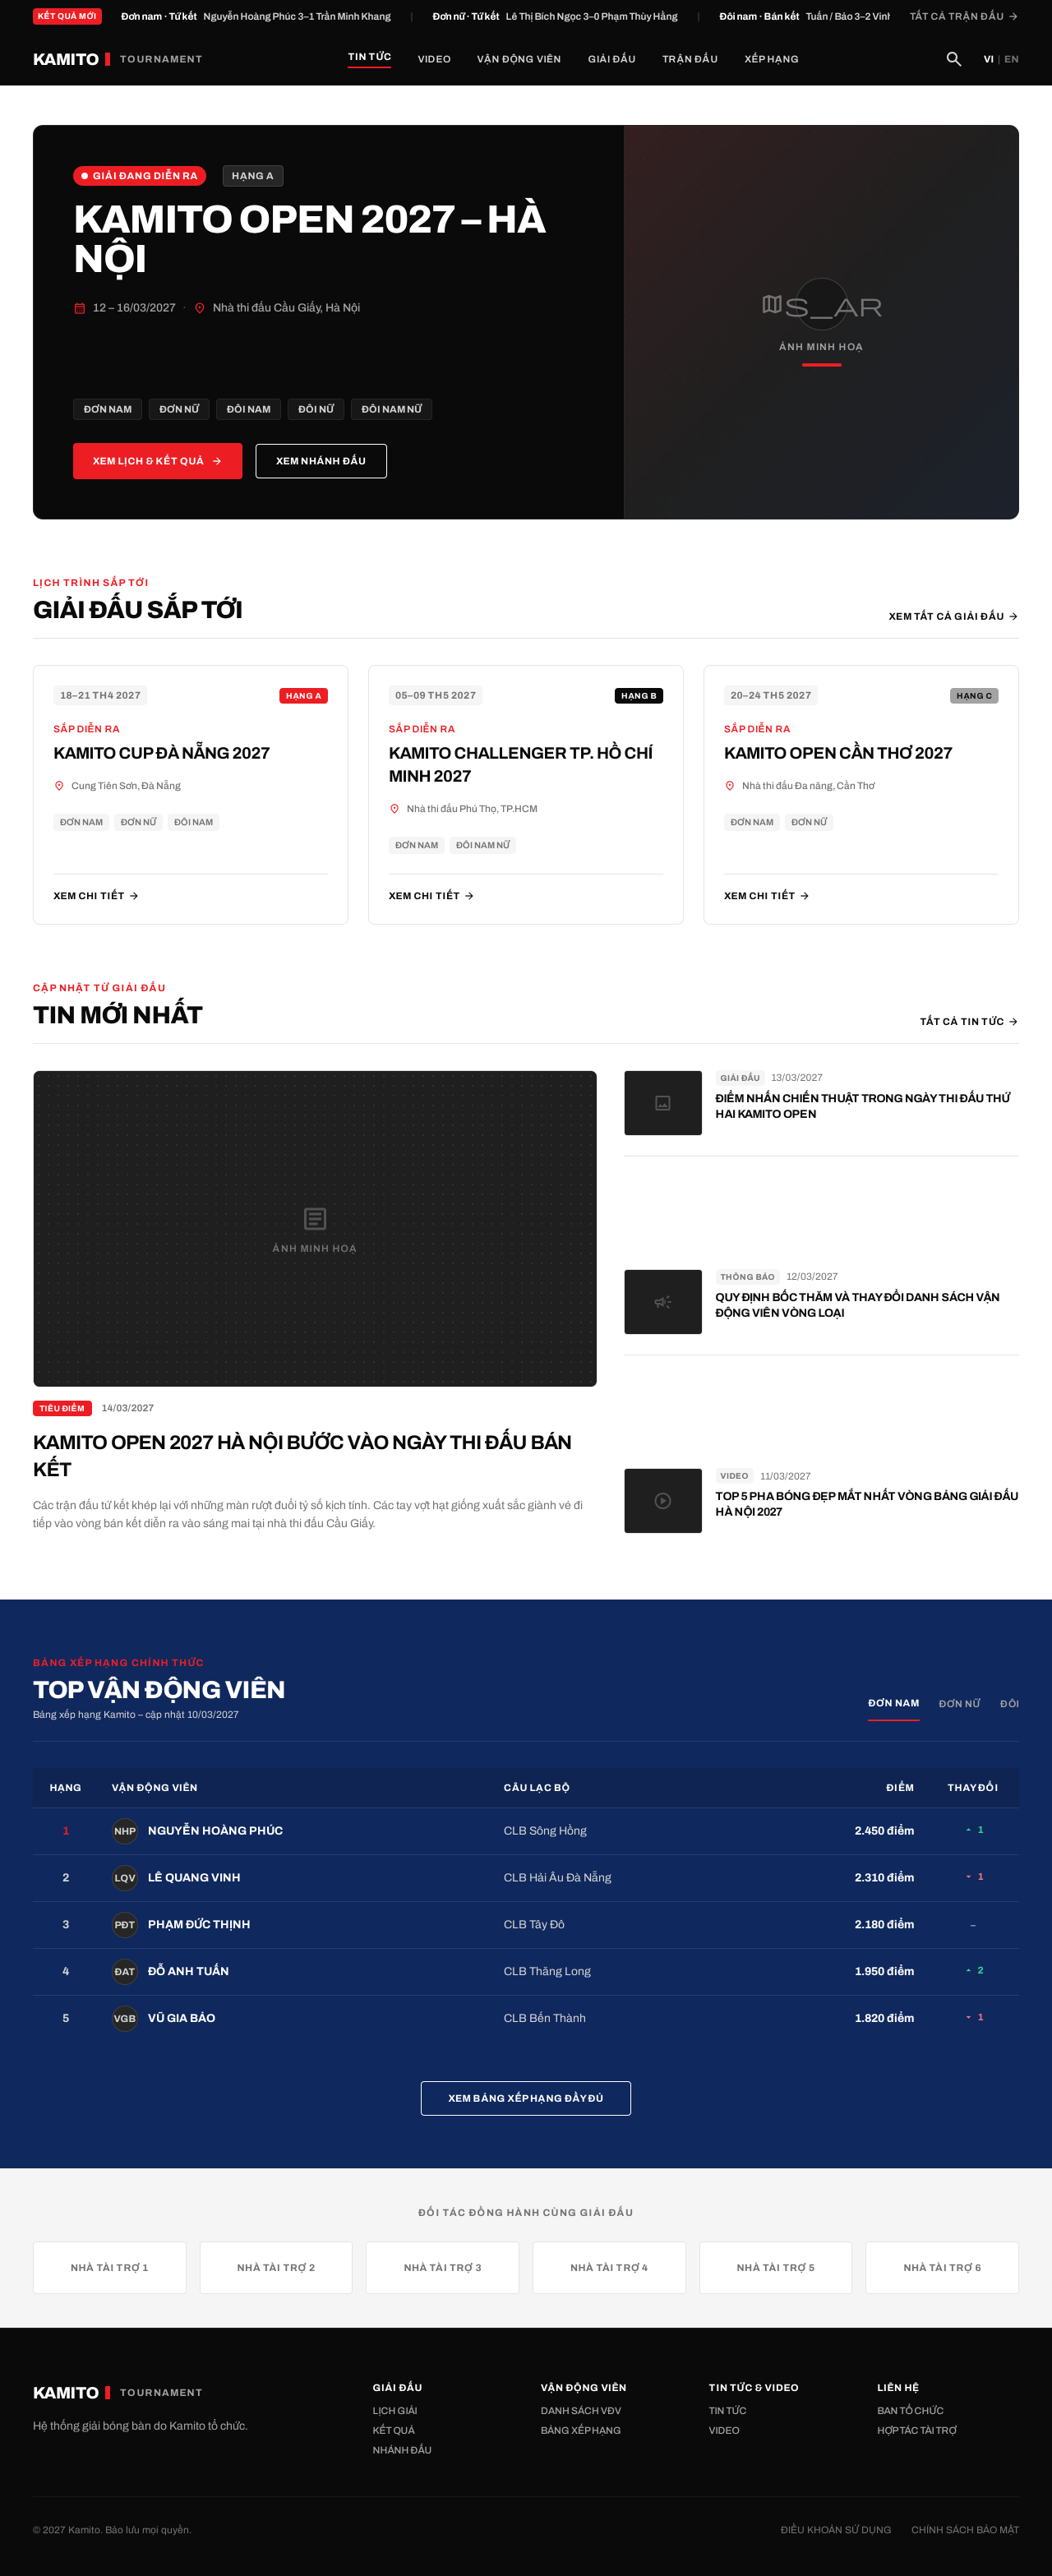 KẾT QUẢ MỚI Đơn nam · Tứ kết Nguyễn Hoàng Phúc 3–1 Trần Minh Khang | Đơn nữ · Tứ kết Lê Thị Bích Ngọc 3–0 Phạm Thùy Hằng | Đôi nam · Bán kết Tuấn / Bảo 3–2 Vinh TẤT CẢ TRẬN ĐẤU →
KAMITO TOURNAMENT TIN TỨC VIDEO VẬN ĐỘNG VIÊN GIẢI ĐẤU TRẬN ĐẤU XẾP HẠNG VI | EN
GIẢI ĐANG DIỄN RA HẠNG A
KAMITO OPEN 2027 – HÀ
NỘI
12 – 16/03/2027 · Nhà thi đấu Cầu Giấy, Hà Nội
S_AR
ẢNH MINH HOẠ
ĐƠN NAM ĐƠN NỮ ĐÔI NAM ĐÔI NỮ ĐÔI NAM NỮ
XEM LỊCH & KẾT QUẢ → XEM NHÁNH ĐẤU
LỊCH TRÌNH SẮP TỚI
GIẢI ĐẤU SẮP TỚI
XEM TẤT CẢ GIẢI ĐẤU →
18–21 TH4 2027 HẠNG A
SẮP DIỄN RA
KAMITO CUP ĐÀ NẴNG 2027
Cung Tiên Sơn, Đà Nẵng
ĐƠN NAM ĐƠN NỮ ĐÔI NAM
XEM CHI TIẾT →
05–09 TH5 2027 HẠNG B
SẮP DIỄN RA
KAMITO CHALLENGER TP. HỒ CHÍ
MINH 2027
Nhà thi đấu Phú Thọ, TP.HCM
ĐƠN NAM ĐÔI NAM NỮ
XEM CHI TIẾT →
20–24 TH5 2027 HẠNG C
SẮP DIỄN RA
KAMITO OPEN CẦN THƠ 2027
Nhà thi đấu Đa năng, Cần Thơ
ĐƠN NAM ĐƠN NỮ
XEM CHI TIẾT →
CẬP NHẬT TỪ GIẢI ĐẤU
TIN MỚI NHẤT
TẤT CẢ TIN TỨC →
ẢNH MINH HOẠ
TIÊU ĐIỂM 14/03/2027
KAMITO OPEN 2027 HÀ NỘI BƯỚC VÀO NGÀY THI ĐẤU BÁN
KẾT
Các trận đấu tứ kết khép lại với những màn rượt đuổi tỷ số kịch tính. Các tay vợt hạt giống xuất sắc giành vé đi
tiếp vào vòng bán kết diễn ra vào sáng mai tại nhà thi đấu Cầu Giấy.
GIẢI ĐẤU 13/03/2027
ĐIỂM NHẤN CHIẾN THUẬT TRONG NGÀY THI ĐẤU THỨ
HAI KAMITO OPEN
THÔNG BÁO 12/03/2027
QUY ĐỊNH BỐC THĂM VÀ THAY ĐỔI DANH SÁCH VẬN
ĐỘNG VIÊN VÒNG LOẠI
VIDEO 11/03/2027
TOP 5 PHA BÓNG ĐẸP MẮT NHẤT VÒNG BẢNG GIẢI ĐẤU
HÀ NỘI 2027
BẢNG XẾP HẠNG CHÍNH THỨC
TOP VẬN ĐỘNG VIÊN
Bảng xếp hạng Kamito – cập nhật 10/03/2027
ĐƠN NAM ĐƠN NỮ ĐÔI
HẠNG VẬN ĐỘNG VIÊN CÂU LẠC BỘ ĐIỂM THAY ĐỔI
1 NHP NGUYỄN HOÀNG PHÚC CLB Sông Hồng 2.450 điểm 1
2 LQV LÊ QUANG VINH CLB Hải Âu Đà Nẵng 2.310 điểm 1
3 PĐT PHẠM ĐỨC THỊNH CLB Tây Đô 2.180 điểm –
4 ĐAT ĐỖ ANH TUẤN CLB Thăng Long 1.950 điểm 2
5 VGB VŨ GIA BẢO CLB Bến Thành 1.820 điểm 1
XEM BẢNG XẾP HẠNG ĐẦY ĐỦ
ĐỐI TÁC ĐỒNG HÀNH CÙNG GIẢI ĐẤU
NHÀ TÀI TRỢ 1 NHÀ TÀI TRỢ 2 NHÀ TÀI TRỢ 3 NHÀ TÀI TRỢ 4 NHÀ TÀI TRỢ 5 NHÀ TÀI TRỢ 6
KAMITO TOURNAMENT
Hệ thống giải bóng bàn do Kamito tổ chức.
GIẢI ĐẤU
LỊCH GIẢI
KẾT QUẢ
NHÁNH ĐẤU
VẬN ĐỘNG VIÊN
DANH SÁCH VĐV
BẢNG XẾP HẠNG
TIN TỨC & VIDEO
TIN TỨC
VIDEO
LIÊN HỆ
BAN TỔ CHỨC
HỢP TÁC TÀI TRỢ
© 2027 Kamito. Bảo lưu mọi quyền.
ĐIỀU KHOẢN SỬ DỤNG CHÍNH SÁCH BẢO MẬT